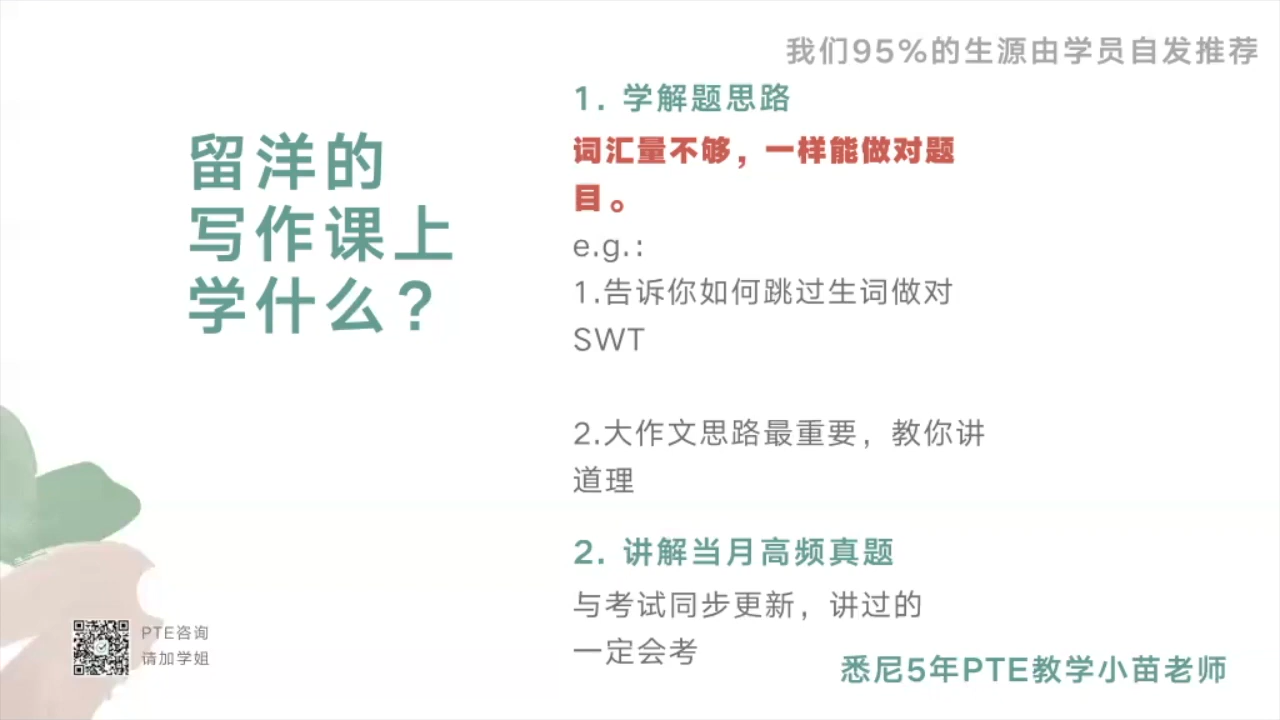 我们95%的生源由学员自发推荐
留洋的
写作课上
学什么？
1. 学解题思路
词汇量不够，一样能做对题
目。
e.g.:
1.告诉你如何跳过生词做对
SWT
2.大作文思路最重要，教你讲
道理
2. 讲解当月高频真题
与考试同步更新，讲过的
一定会考
PTE咨询
请加学姐
悉尼5年PTE教学小苗老师